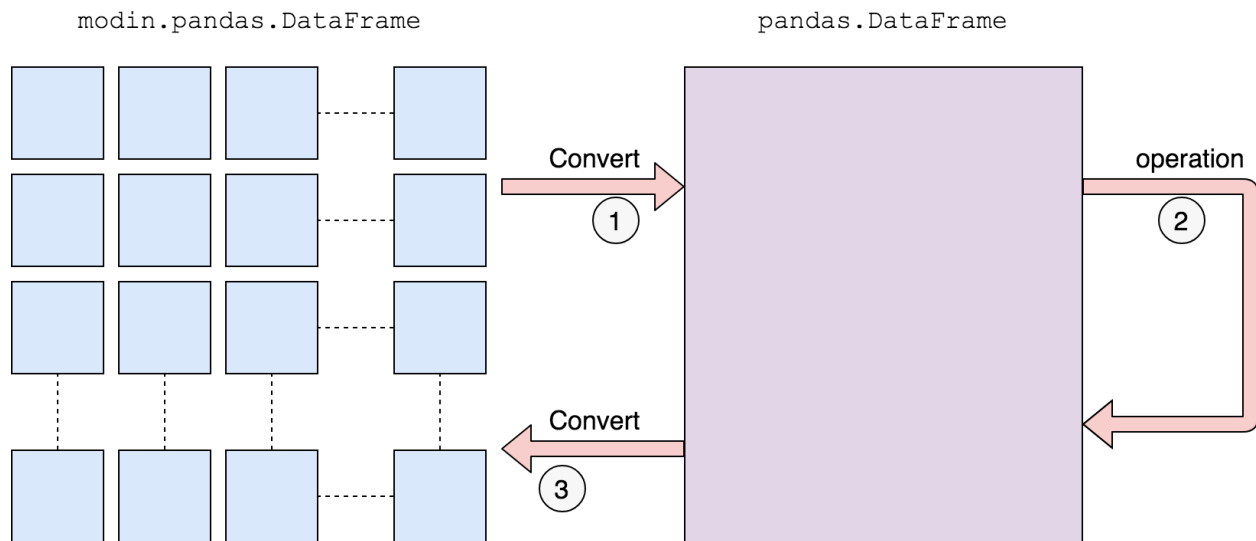 modin.pandas.DataFrame
pandas.DataFrame
Convert
1
operation
2
Convert
3